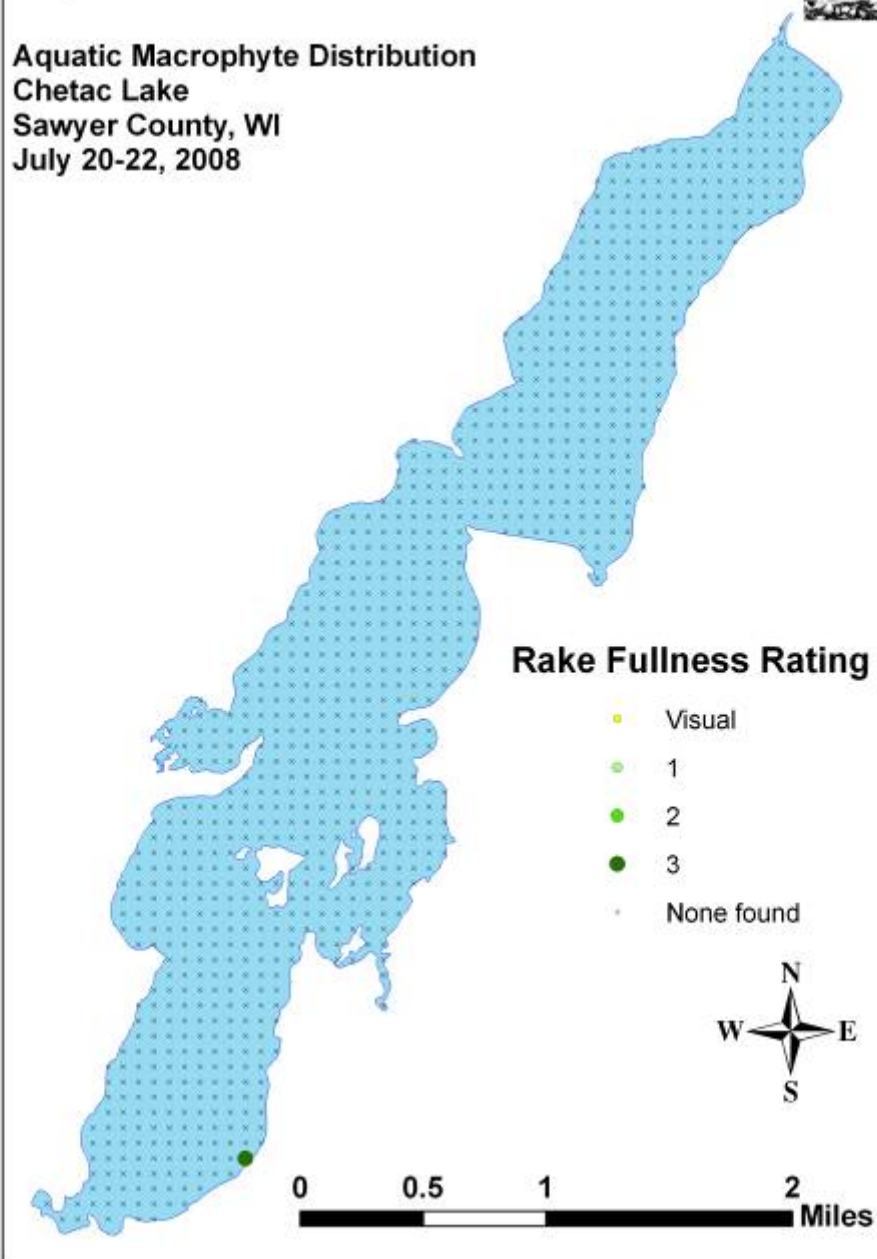 Aquatic Macrophyte Distribution
Chetac Lake
Sawyer County, WI
July 20-22, 2008
Rake Fullness Rating
Visual
1
2
3
None found
N
W E
S
0 0.5 1 2
Miles